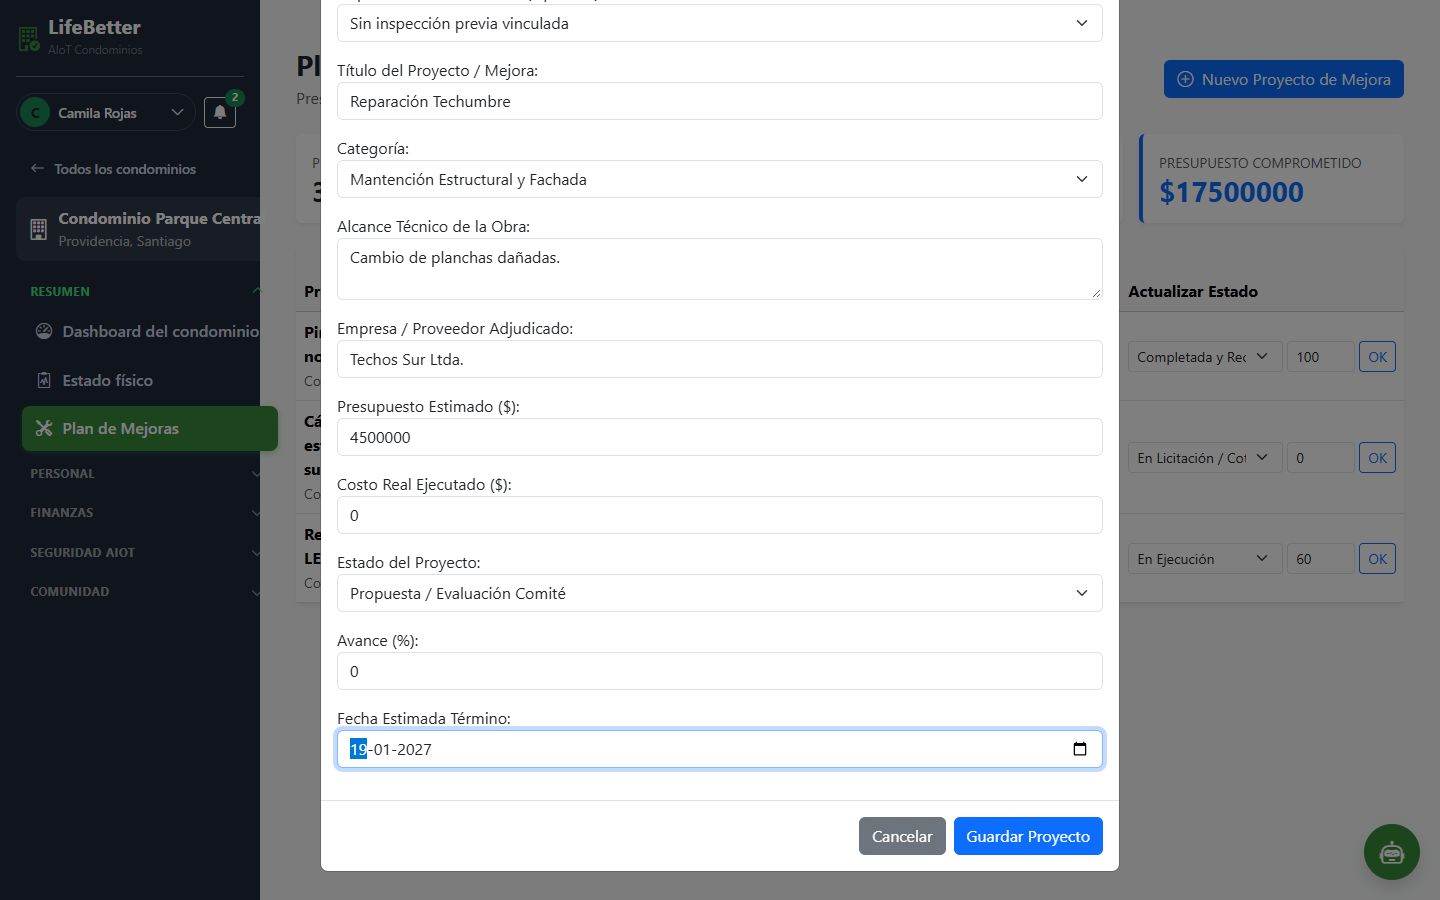 LifeBetter
AIoT Condominios
C
Camila Rojas
2
Todos los condominios
Condominio Parque Centra
Providencia, Santiago
RESUMEN
Dashboard del condominio
Estado físico
Plan de Mejoras
PERSONAL
FINANZAS
SEGURIDAD AIOT
COMUNIDAD
Nuevo Proyecto de Mejora
PRESUPUESTO COMPROMETIDO
$17500000
Actualizar Estado
Completada y Rec
100
OK
En Licitación / Cot
0
OK
En Ejecución
60
OK
Sin inspección previa vinculada
Título del Proyecto / Mejora:
Reparación Techumbre
Categoría:
Mantención Estructural y Fachada
Alcance Técnico de la Obra:
Cambio de planchas dañadas.
Empresa / Proveedor Adjudicado:
Techos Sur Ltda.
Presupuesto Estimado ($):
4500000
Costo Real Ejecutado ($):
0
Estado del Proyecto:
Propuesta / Evaluación Comité
Avance (%):
0
Fecha Estimada Término:
19-01-2027
Cancelar
Guardar Proyecto